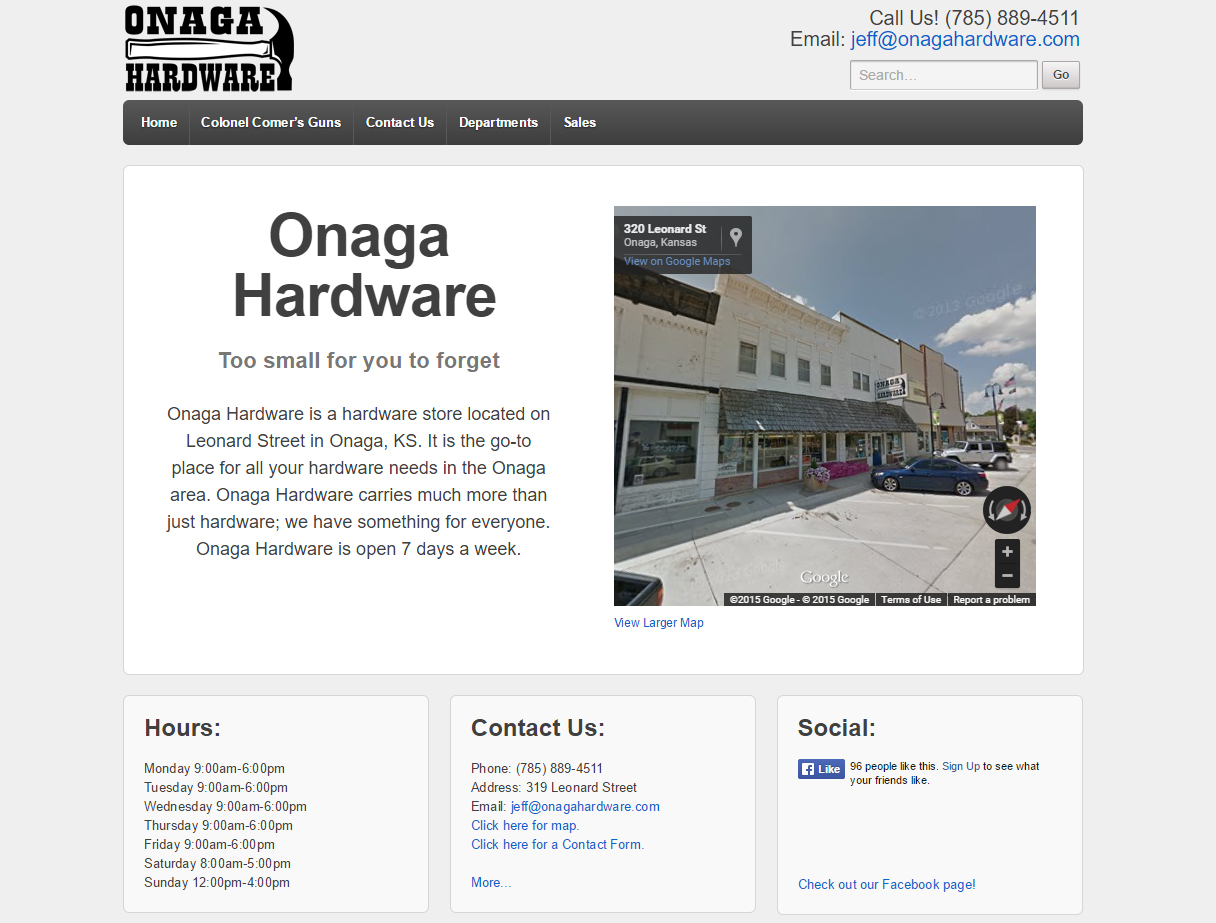 ONAGA
HARDWARE
Call Us! (785) 889-4511
Email: jeff@onagahardware.com
Search...
Go
Home
Colonel Comer's Guns
Contact Us
Departments
Sales
Onaga
Hardware
Too small for you to forget
Onaga Hardware is a hardware store located on
Leonard Street in Onaga, KS. It is the go-to
place for all your hardware needs in the Onaga
area. Onaga Hardware carries much more than
just hardware; we have something for everyone.
Onaga Hardware is open 7 days a week.
320 Leonard St
Onaga, Kansas
View on Google Maps
© 2013 Google
ONAGA
HARDWARE
Google
©2015 Google - © 2015 Google
Terms of Use
Report a problem
View Larger Map
Hours:
Monday 9:00am-6:00pm
Tuesday 9:00am-6:00pm
Wednesday 9:00am-6:00pm
Thursday 9:00am-6:00pm
Friday 9:00am-6:00pm
Saturday 8:00am-5:00pm
Sunday 12:00pm-4:00pm
Contact Us:
Phone: (785) 889-4511
Address: 319 Leonard Street
Email: jeff@onagahardware.com
Click here for map.
Click here for a Contact Form.
More...
Social:
Like
96 people like this. Sign Up to see what
your friends like.
Check out our Facebook page!